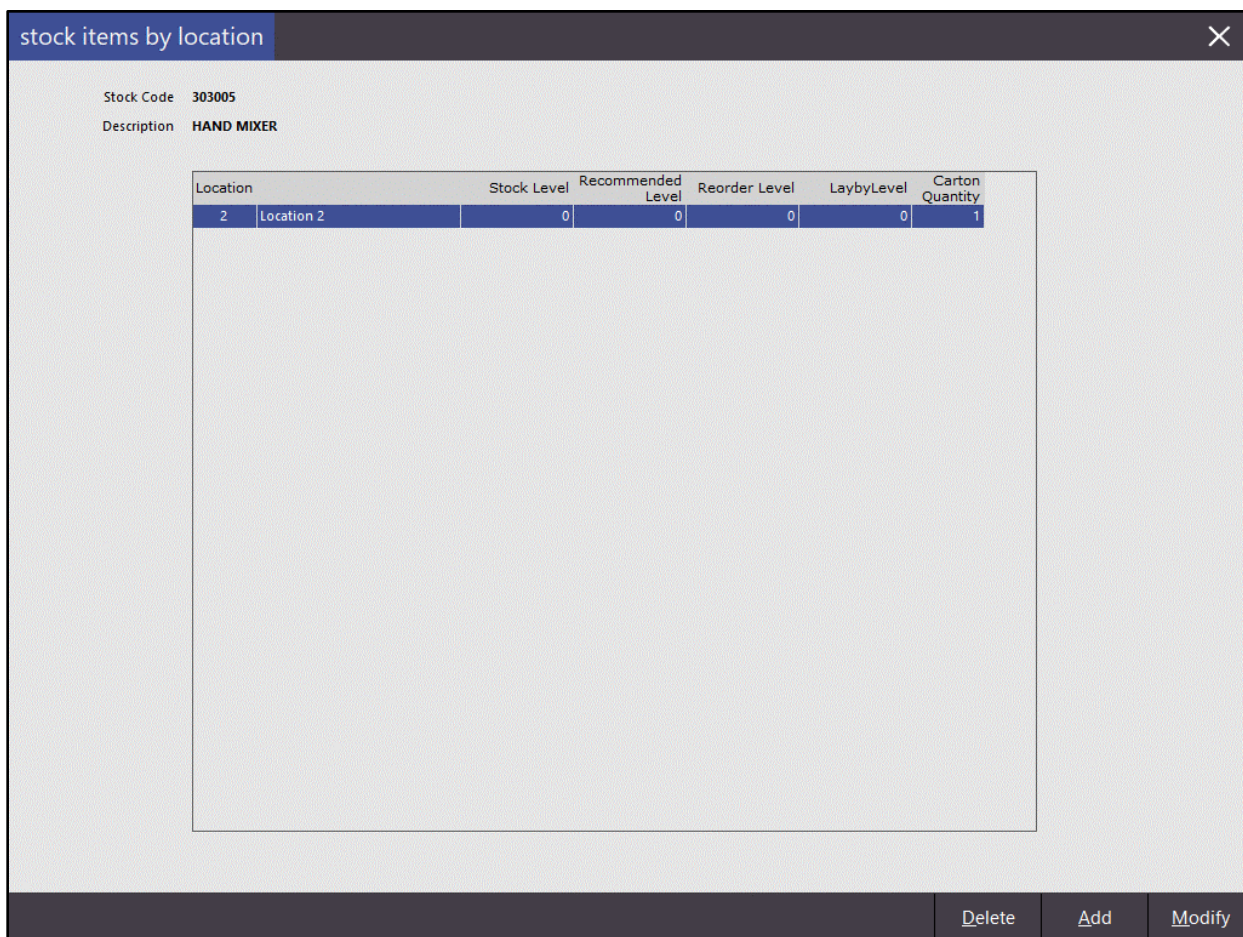 stock items by location
Stock Code 303005
Description HAND MIXER
Location Stock Level Recommended Level Reorder Level LaybyLevel Carton Quantity
2 Location 2 0 0 0 0 1
Delete Add Modify